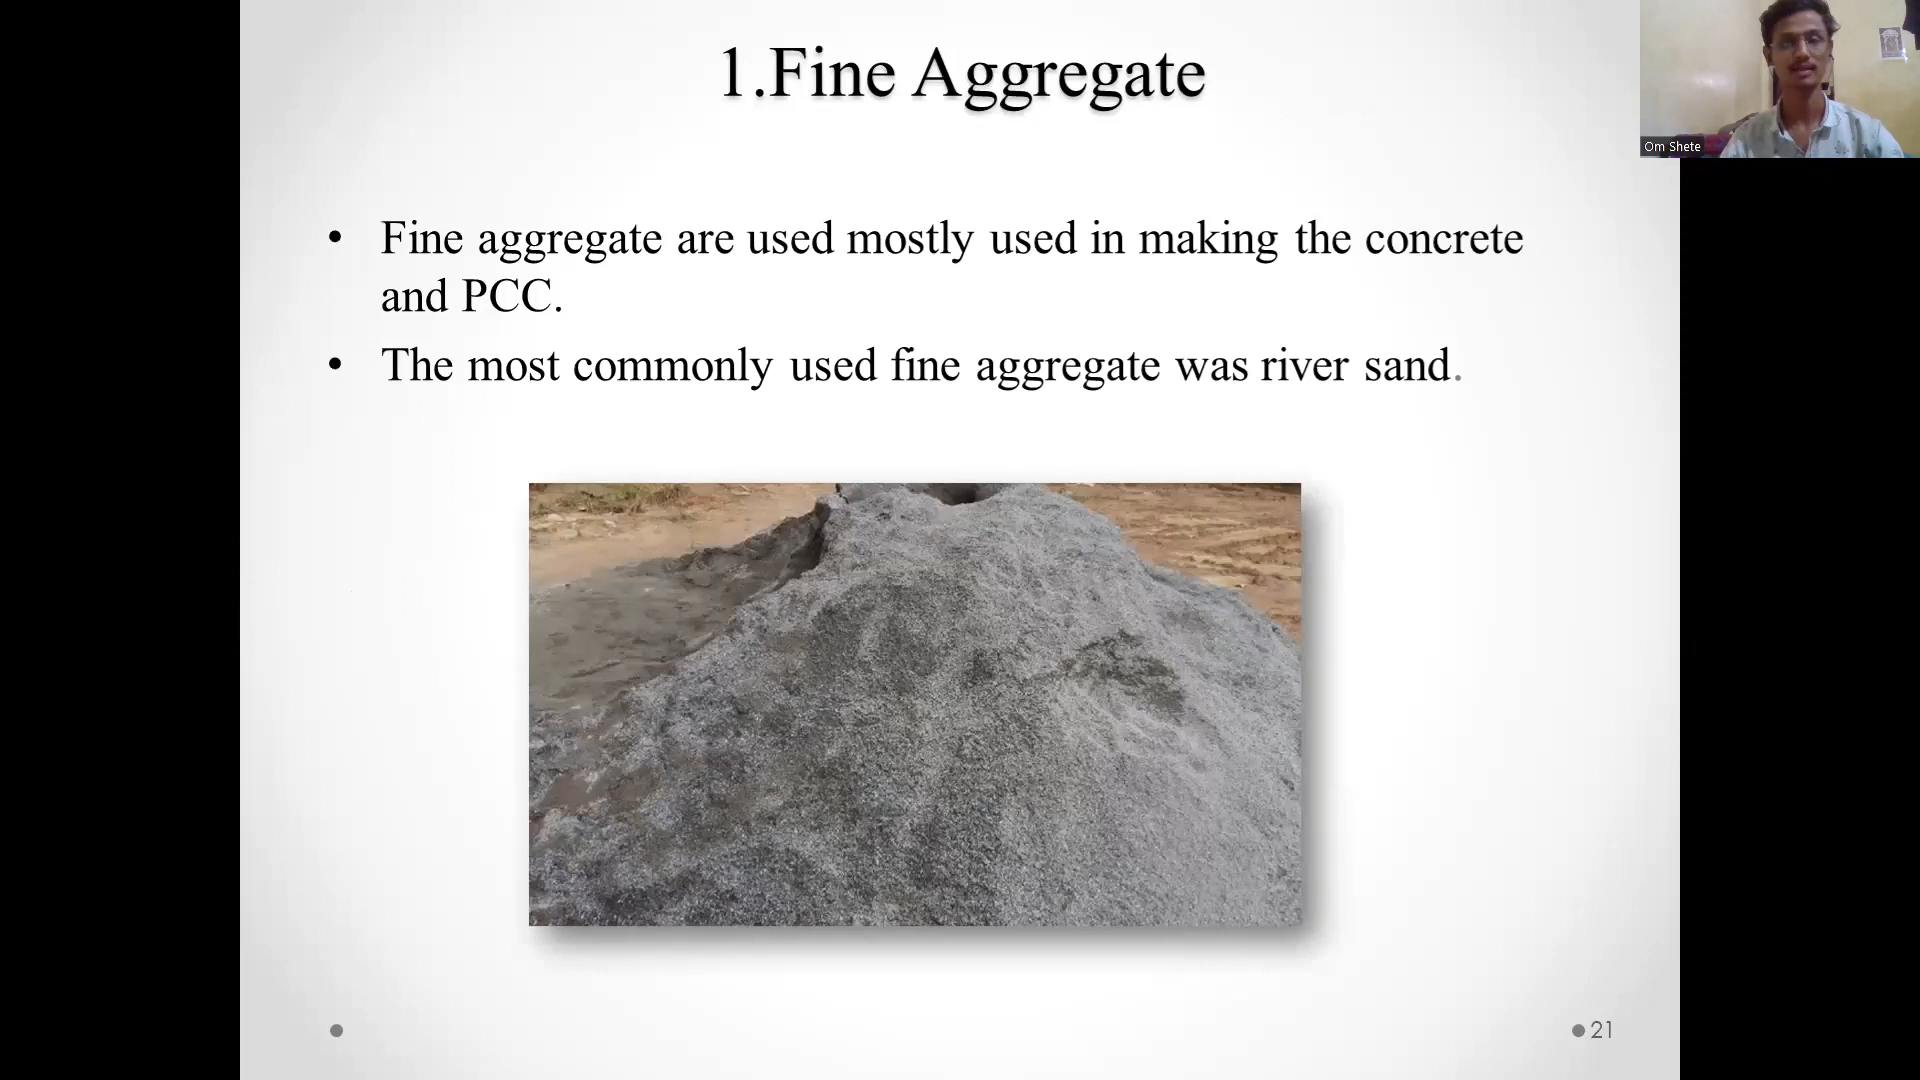 1.Fine Aggregate
Om Shete
• Fine aggregate are used mostly used in making the concrete
and PCC.
• The most commonly used fine aggregate was river sand.
21